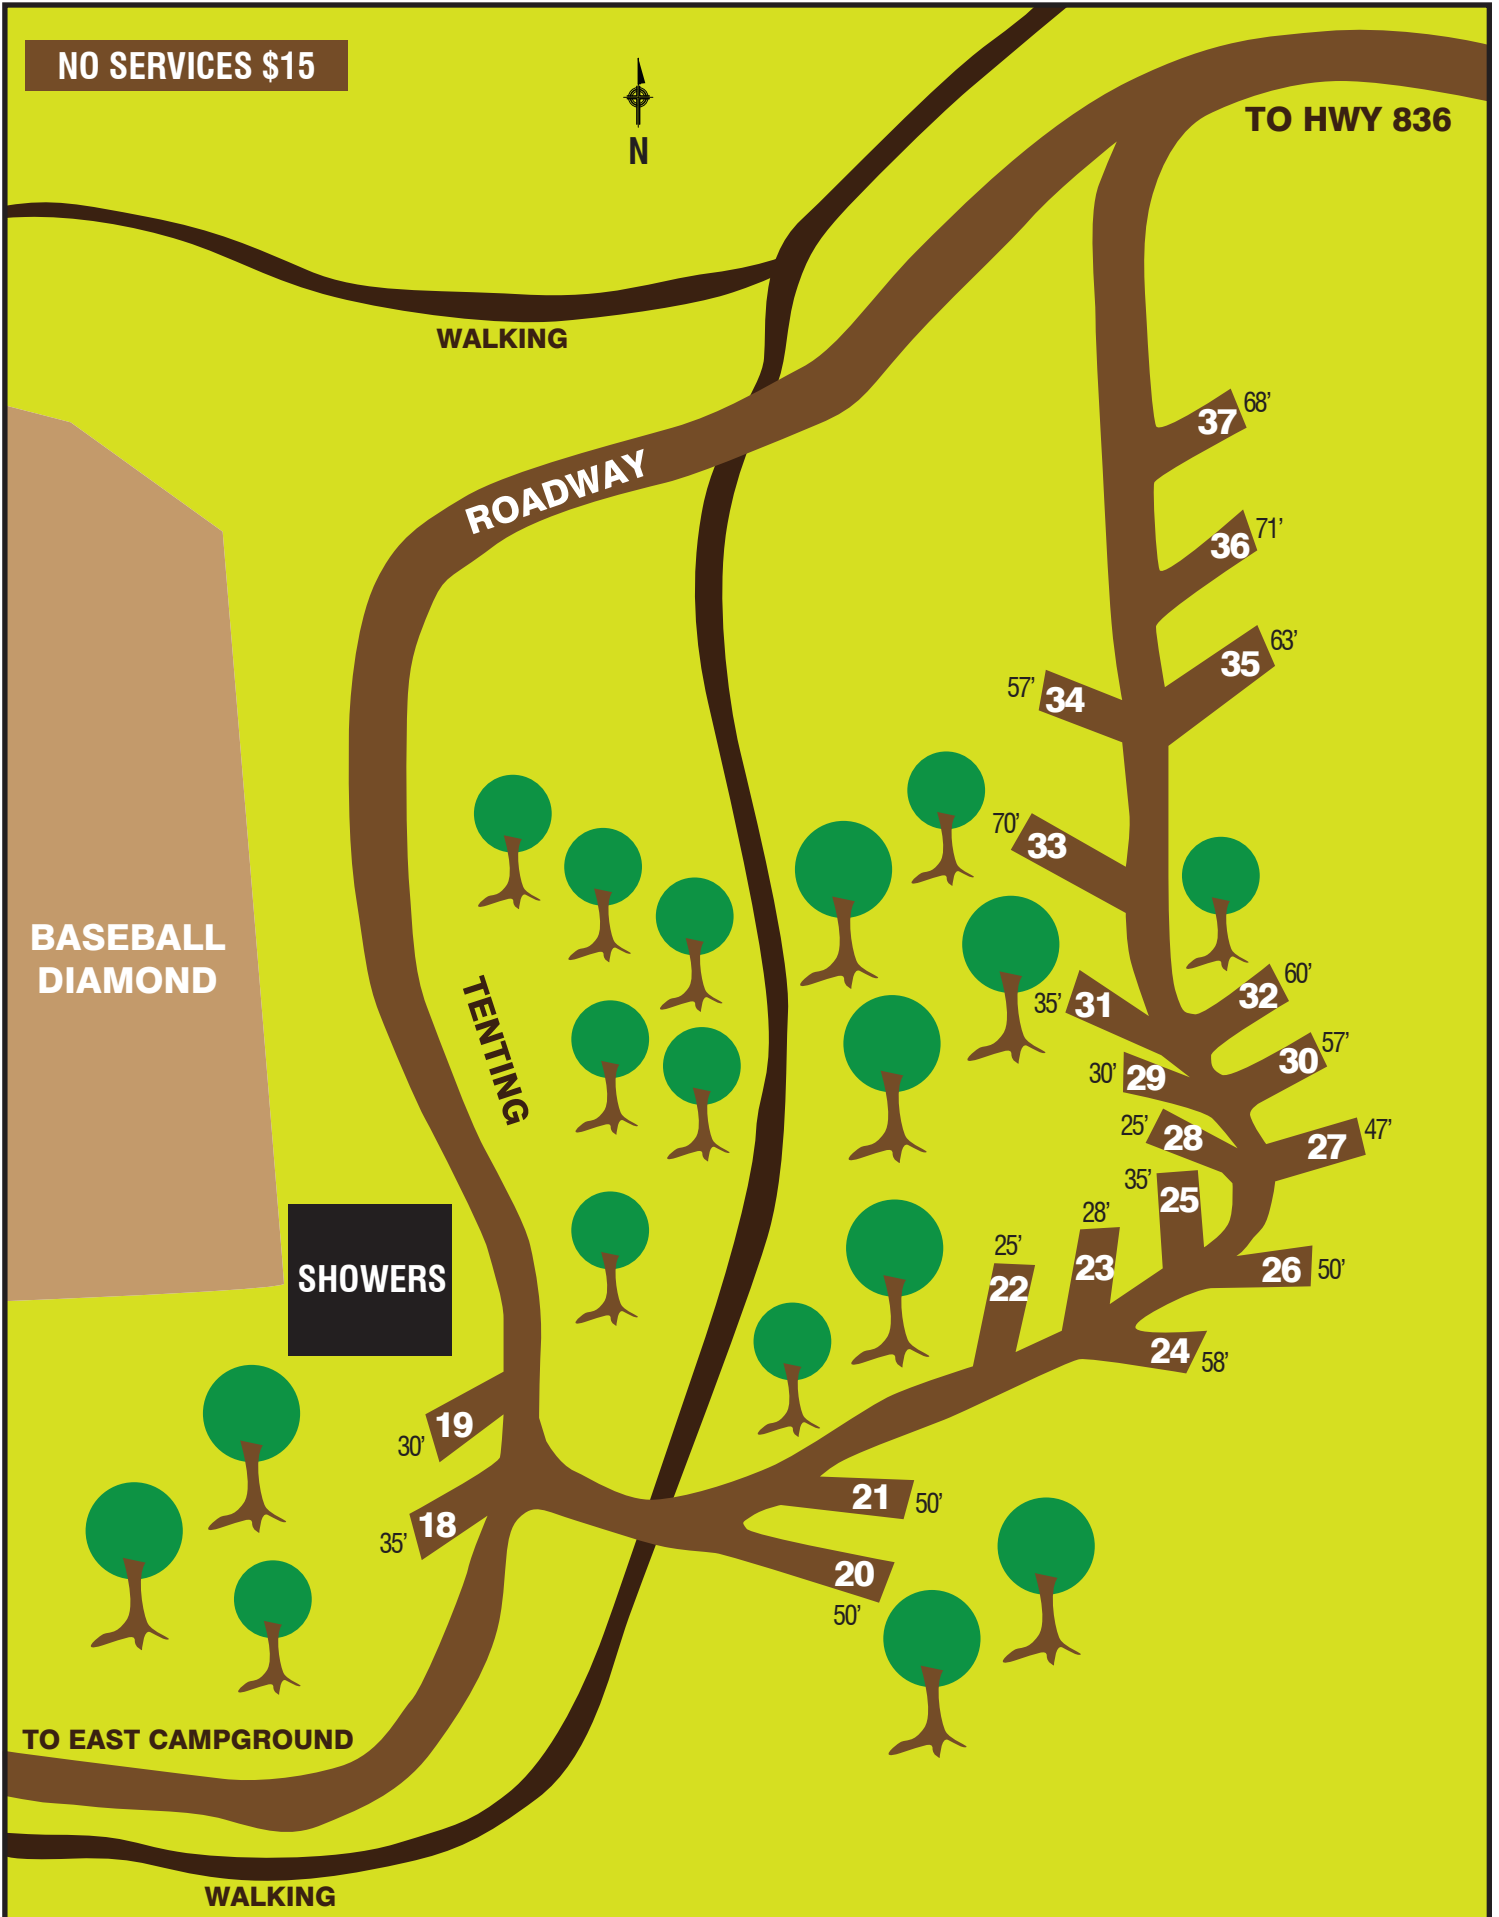 NO SERVICES $15
N
TO HWY 836
WALKING
ROADWAY
37 68'
36 71'
35 63'
57' 34
70' 33
BASEBALL
DIAMOND
TENTING
35' 31
32 60'
30' 29
30 57'
25' 28
27 47'
35' 25
28' 23
25' 22
26 50'
SHOWERS
24 58'
19
30'
21 50'
18
35'
20
50'
TO EAST CAMPGROUND
WALKING